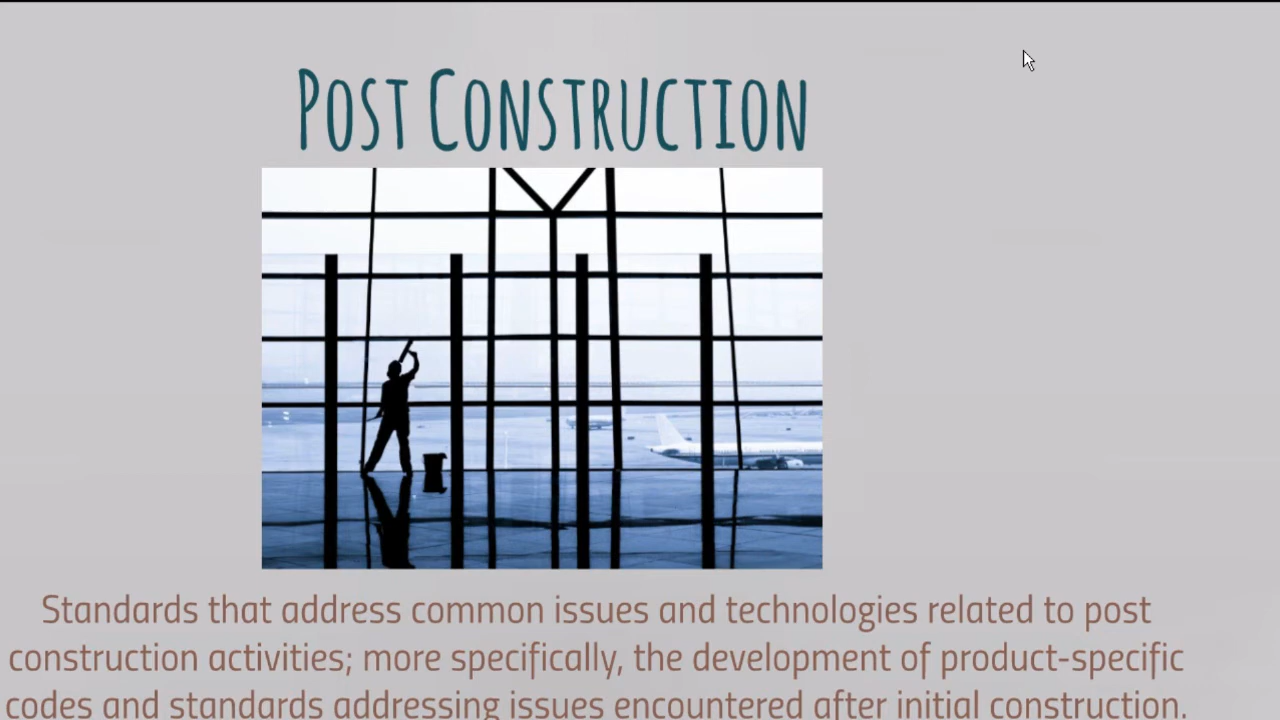 Post Construction
Standards that address common issues and technologies related to post
construction activities; more specifically, the development of product-specific
codes and standards addressing issues encountered after initial construction.